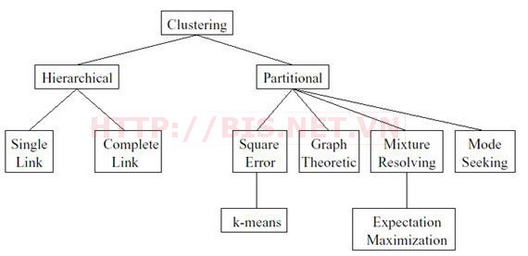 Clustering
Hierarchical
Partitional
HTTP://BIS.NET.VN
Single
Link
Complete
Link
Square
Error
Graph
Theoretic
Mixture
Resolving
Mode
Seeking
k-means
Expectation
Maximization